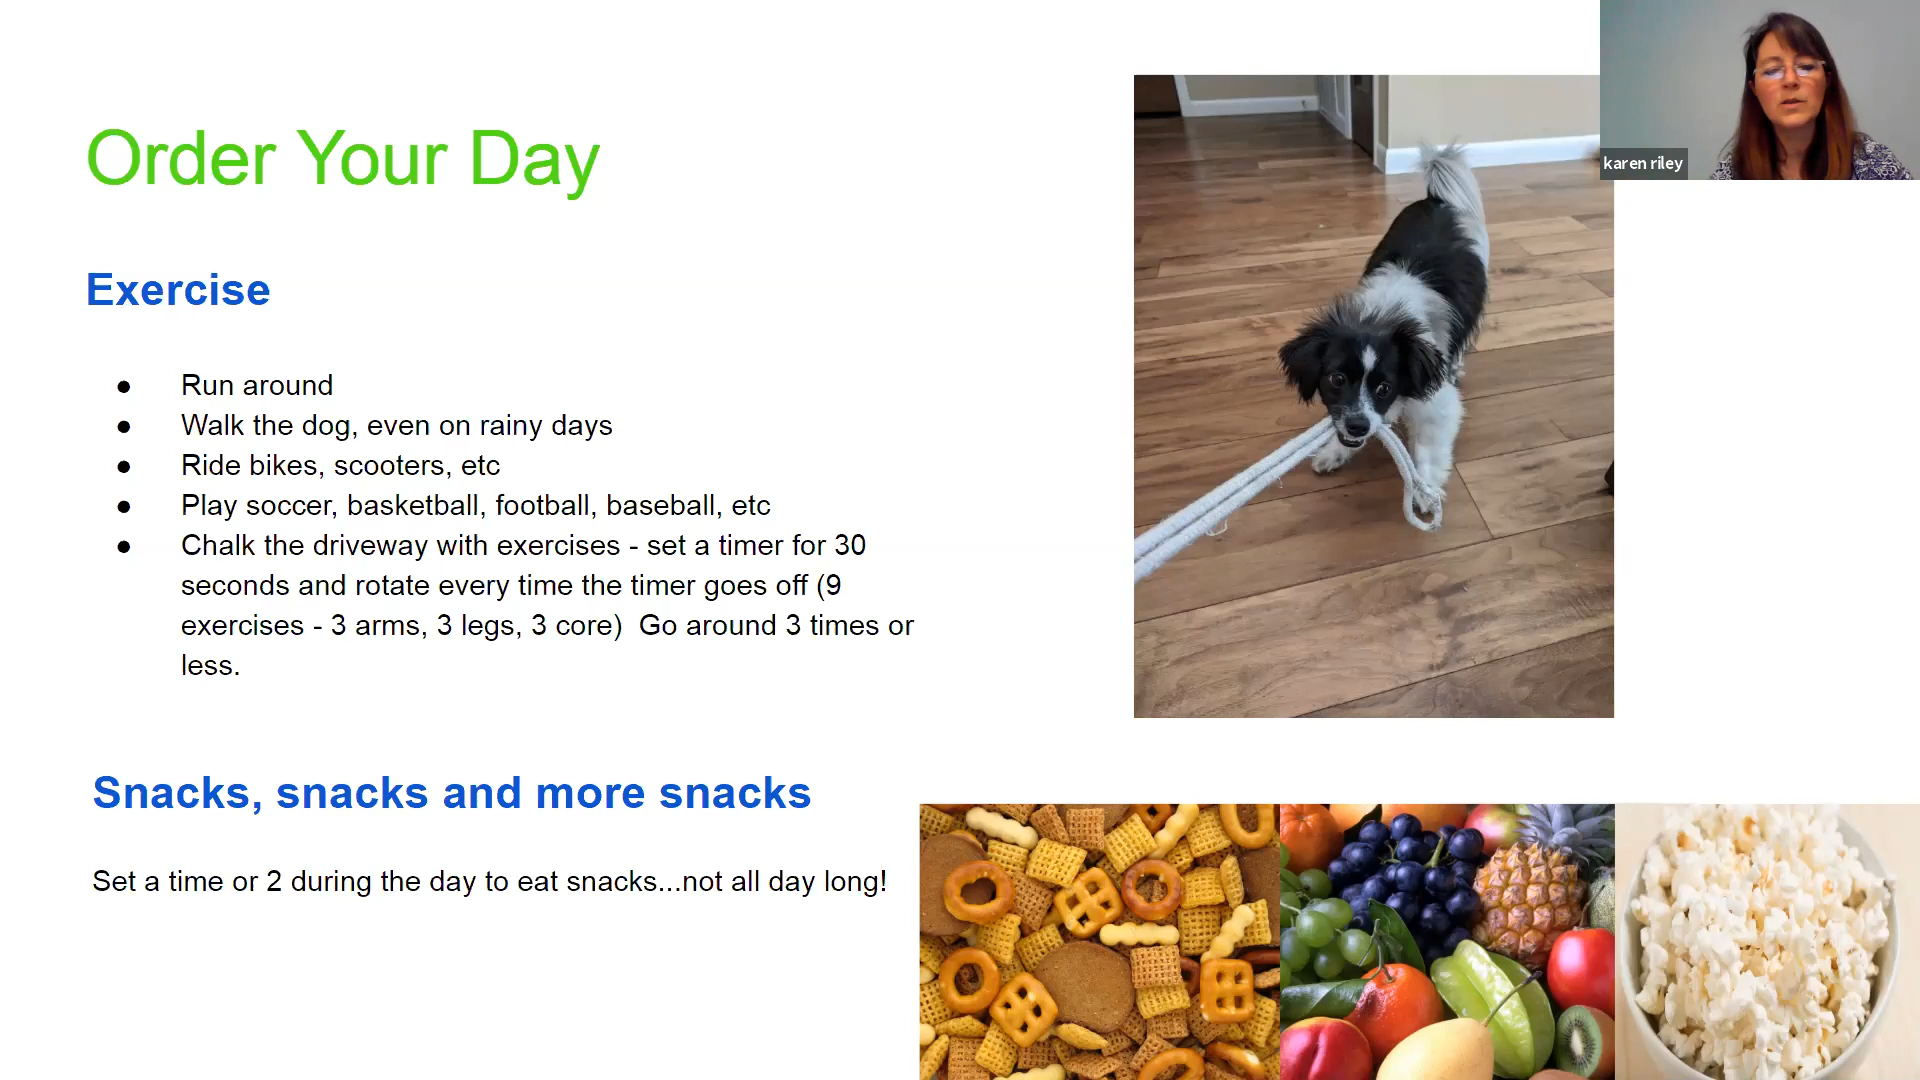 Order Your Day
karen riley
Exercise
● Run around
● Walk the dog, even on rainy days
● Ride bikes, scooters, etc
● Play soccer, basketball, football, baseball, etc
● Chalk the driveway with exercises - set a timer for 30
seconds and rotate every time the timer goes off (9
exercises - 3 arms, 3 legs, 3 core)  Go around 3 times or
less.
Snacks, snacks and more snacks
Set a time or 2 during the day to eat snacks...not all day long!